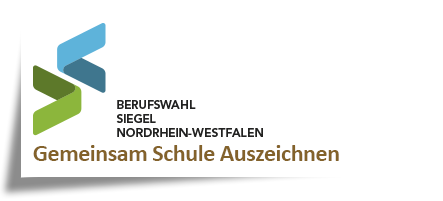 BERUFSWAHL
SIEGEL
NORDRHEIN-WESTFALEN
Gemeinsam Schule Auszeichnen